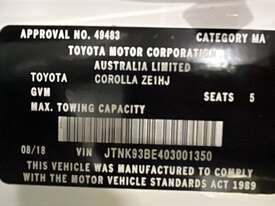 APPROVAL NO. 49483 CATEGORY MA
TOYOTA MOTOR CORPORATION
AUSTRALIA LIMITED
TOYOTA COROLLA ZE1HJ
GVM SEATS 5
MAX. TOWING CAPACITY
08/18 VIN JTNK93BE403001350
THIS VEHICLE WAS MANUFACTURED TO COMPLY
WITH THE MOTOR VEHICLE STANDARDS ACT 1989